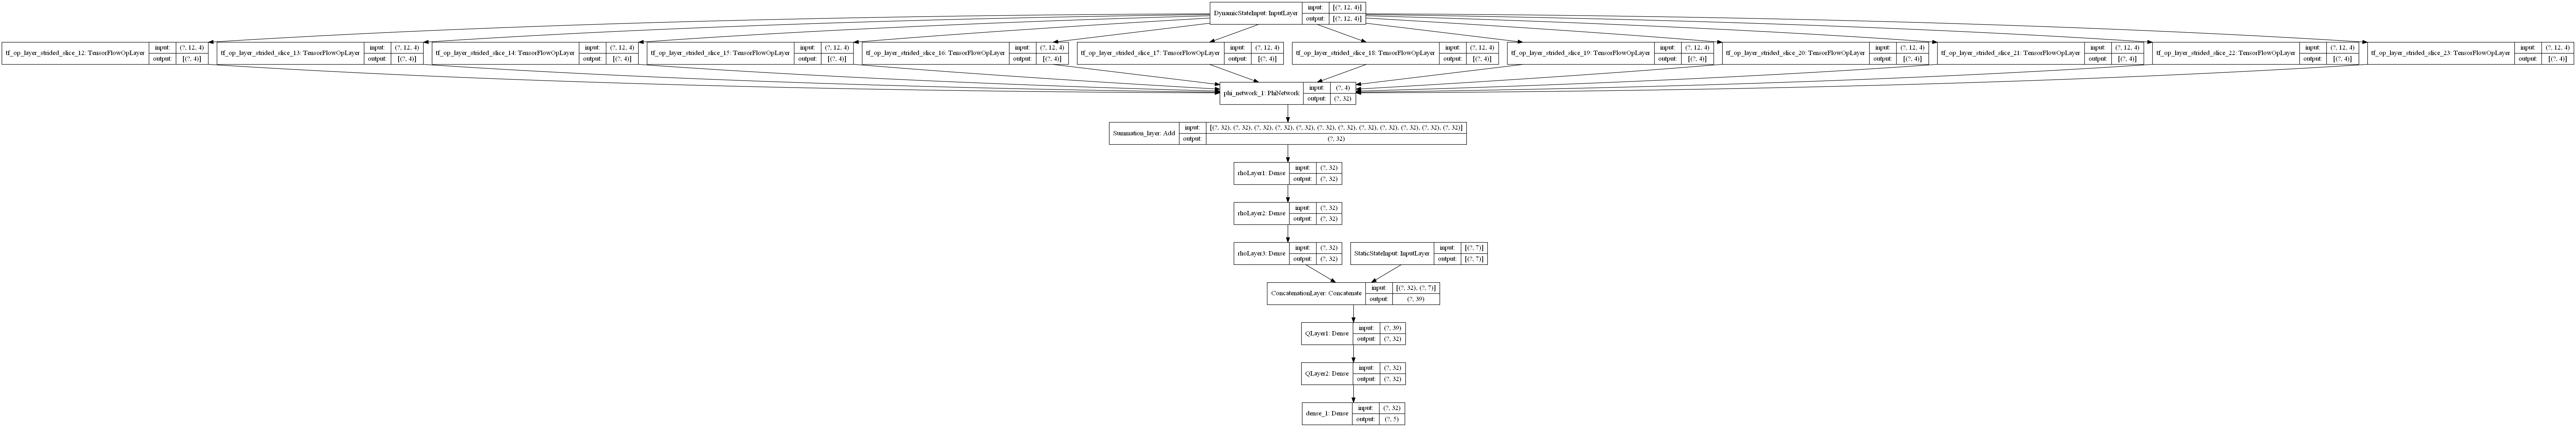 DynamicStateInput: InputLayer input: [(?, 12, 4)]
output: [(?, 12, 4)]
tf_op_layer_strided_slice_12: TensorFlowOpLayer input: (?, 12, 4)
output: [(?, 4)]
tf_op_layer_strided_slice_13: TensorFlowOpLayer input: (?, 12, 4)
output: [(?, 4)]
tf_op_layer_strided_slice_14: TensorFlowOpLayer input: (?, 12, 4)
output: [(?, 4)]
tf_op_layer_strided_slice_15: TensorFlowOpLayer input: (?, 12, 4)
output: [(?, 4)]
tf_op_layer_strided_slice_16: TensorFlowOpLayer input: (?, 12, 4)
output: [(?, 4)]
tf_op_layer_strided_slice_17: TensorFlowOpLayer input: (?, 12, 4)
output: [(?, 4)]
tf_op_layer_strided_slice_18: TensorFlowOpLayer input: (?, 12, 4)
output: [(?, 4)]
tf_op_layer_strided_slice_19: TensorFlowOpLayer input: (?, 12, 4)
output: [(?, 4)]
tf_op_layer_strided_slice_20: TensorFlowOpLayer input: (?, 12, 4)
output: [(?, 4)]
tf_op_layer_strided_slice_21: TensorFlowOpLayer input: (?, 12, 4)
output: [(?, 4)]
tf_op_layer_strided_slice_22: TensorFlowOpLayer input: (?, 12, 4)
output: [(?, 4)]
tf_op_layer_strided_slice_23: TensorFlowOpLayer input: (?, 12, 4)
output: [(?, 4)]
phi_network_1: PhiNetwork input: (?, 4)
output: (?, 32)
Summation_layer: Add input: [(?, 32), (?, 32), (?, 32), (?, 32), (?, 32), (?, 32), (?, 32), (?, 32), (?, 32), (?, 32), (?, 32), (?, 32)]
output: (?, 32)
rhoLayer1: Dense input: (?, 32)
output: (?, 32)
rhoLayer2: Dense input: (?, 32)
output: (?, 32)
rhoLayer3: Dense input: (?, 32)
output: (?, 32)
StaticStateInput: InputLayer input: [(?, 7)]
output: [(?, 7)]
ConcatenationLayer: Concatenate input: [(?, 32), (?, 7)]
output: (?, 39)
QLayer1: Dense input: (?, 39)
output: (?, 32)
QLayer2: Dense input: (?, 32)
output: (?, 32)
dense_1: Dense input: (?, 32)
output: (?, 5)